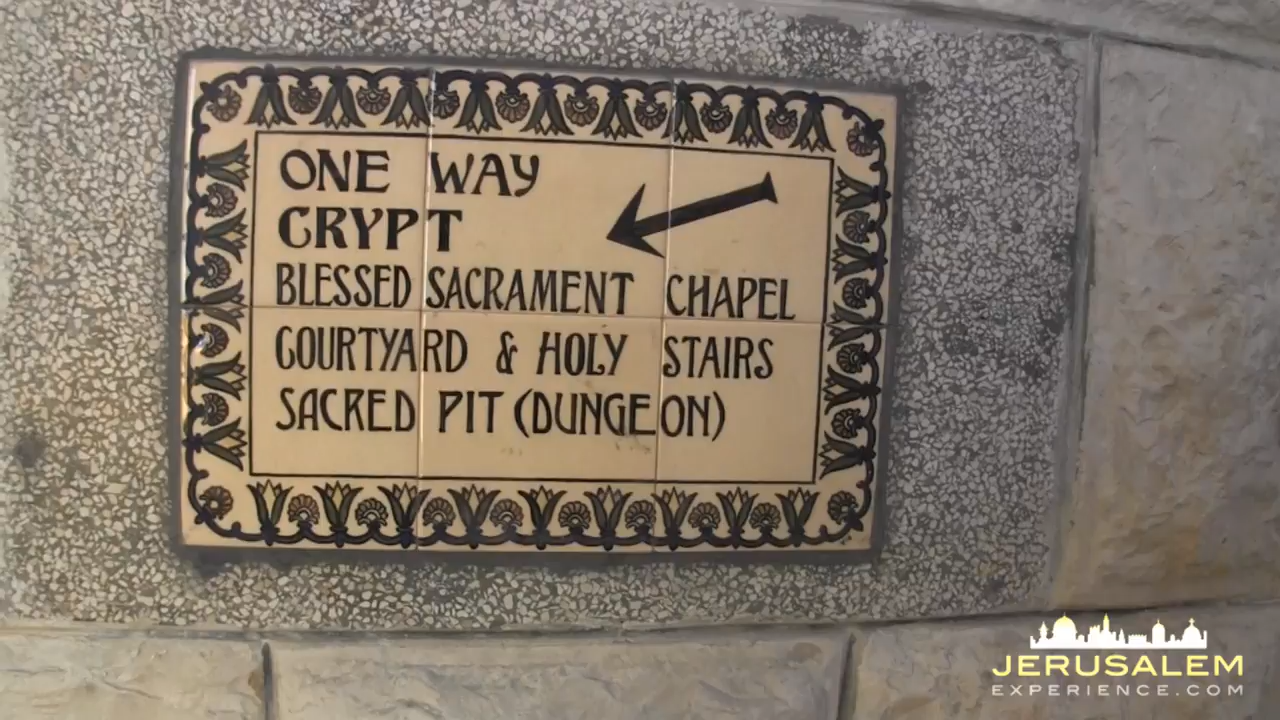 ONE WAY
CRYPT
BLESSED SACRAMENT CHAPEL
COURTYARD & HOLY STAIRS
SACRED PIT (DUNGEON)
JERUSALEM
EXPERIENCE.COM